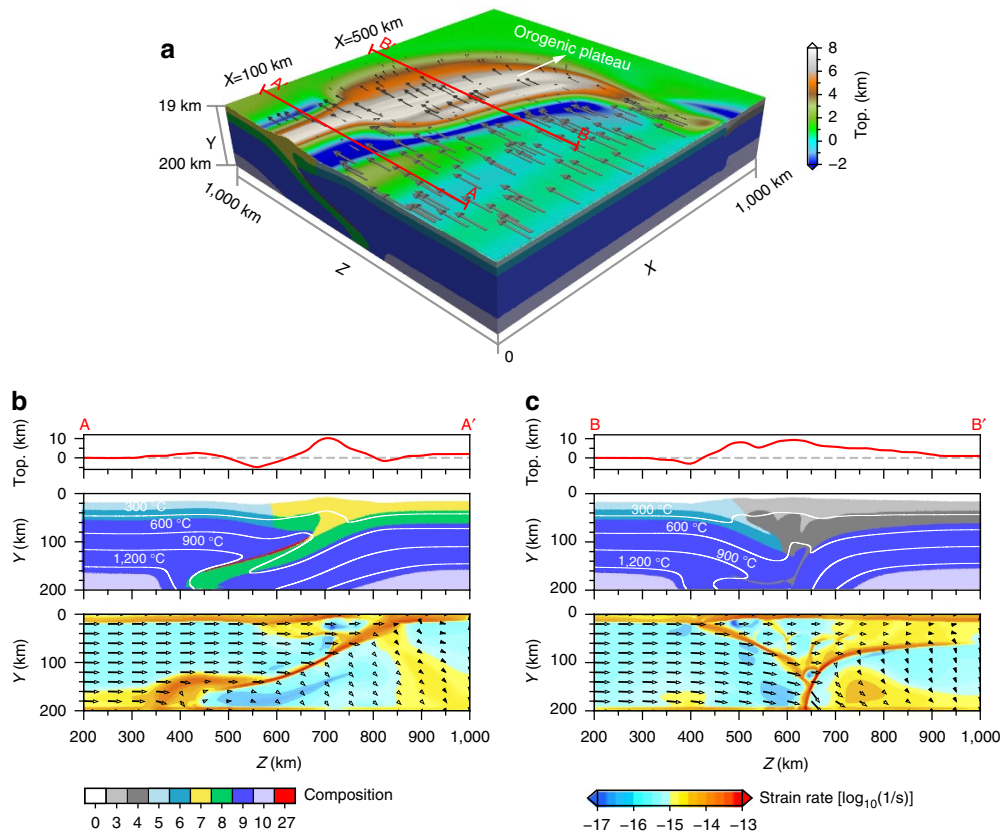 a
X=500 km
B′
Orogenic plateau
X=100 km
A′
8
6
4
2
0
−2
Top. (km)
19 km
Y
200 km
B
A
1,000 km
1,000 km
Z
X
0
b
c
A
A′
B
B′
Top. (km)
10
0
Top. (km)
10
0
Y (km)
0
100
200
300 °C
600 °C
900 °C
1,200 °C
Y (km)
0
100
200
300 °C
600 °C
900 °C
1,200 °C
Y (km)
0
100
200
Y (km)
0
100
200
200 300 400 500 600 700 800 900 1,000
Z (km)
200 300 400 500 600 700 800 900 1,000
Z (km)
Composition
0 3 4 5 6 7 8 9 10 27
Strain rate [log10(1/s)]
−17 −16 −15 −14 −13